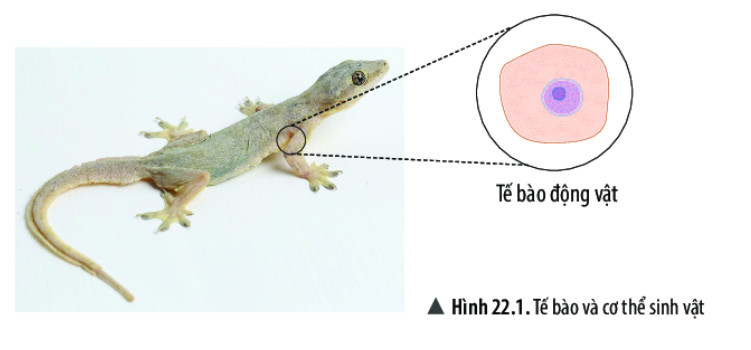 Tế bào động vật
▲ Hình 22.1. Tế bào và cơ thể sinh vật